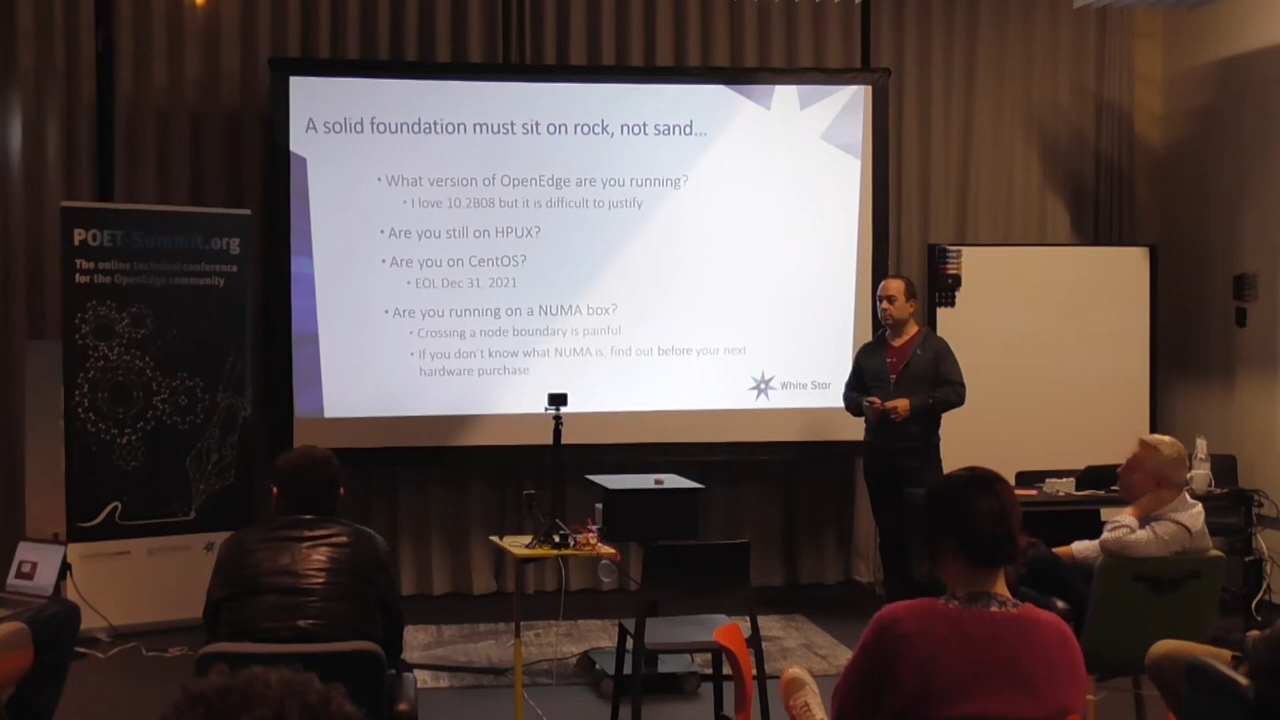 A solid foundation must sit on rock, not sand...
• What version of OpenEdge are you running?
• I love 10.2B08 but it is difficult to justify
• Are you still on HPUX?
• Are you on CentOS?
• EOL Dec 31, 2021
• Are you running on a NUMA box?
• Crossing a node boundary is painful
• If you don't know what NUMA is, find out before your next
hardware purchase
White Star
POET-Summit.org
The online technical conference
for the OpenEdge community